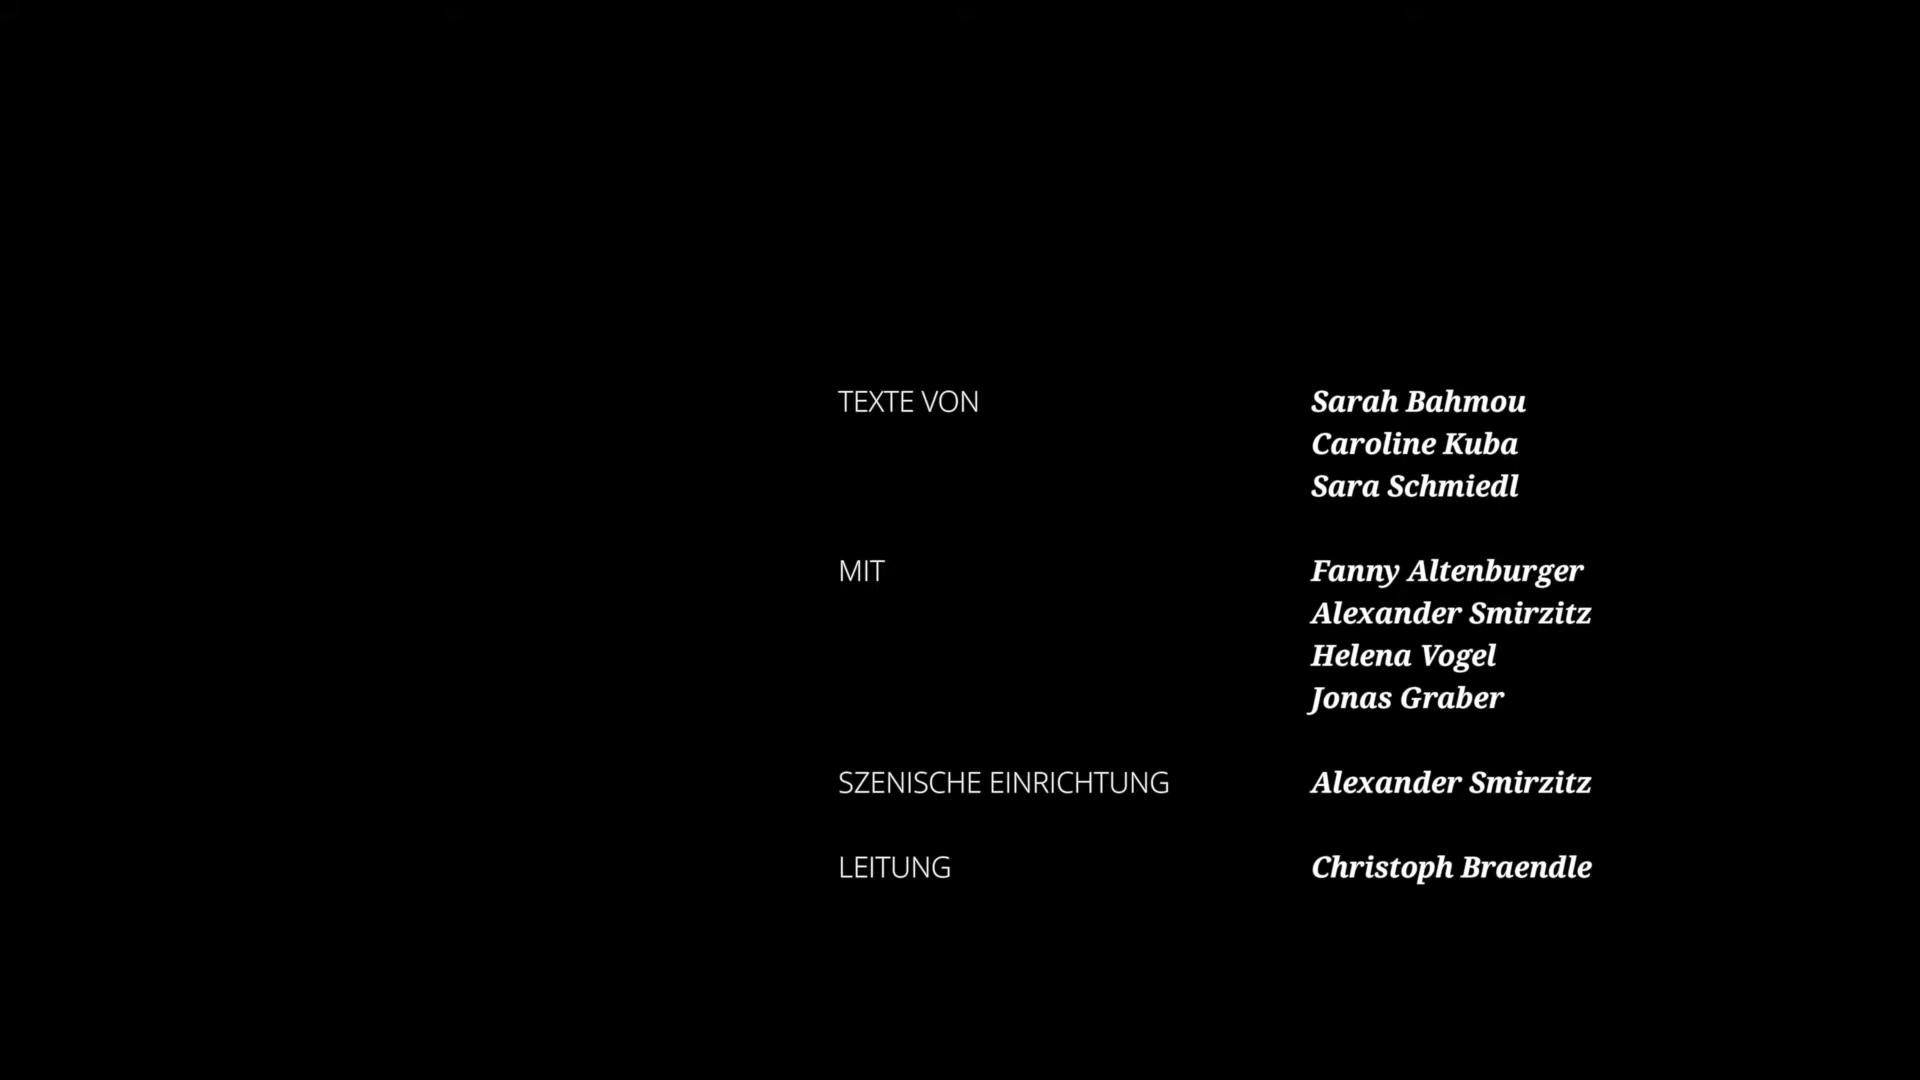 TEXTE VON Sarah Bahmou
Caroline Kuba
Sara Schmiedl
MIT Fanny Altenburger
Alexander Smirzitz
Helena Vogel
Jonas Graber
SZENISCHE EINRICHTUNG Alexander Smirzitz
LEITUNG Christoph Braendle